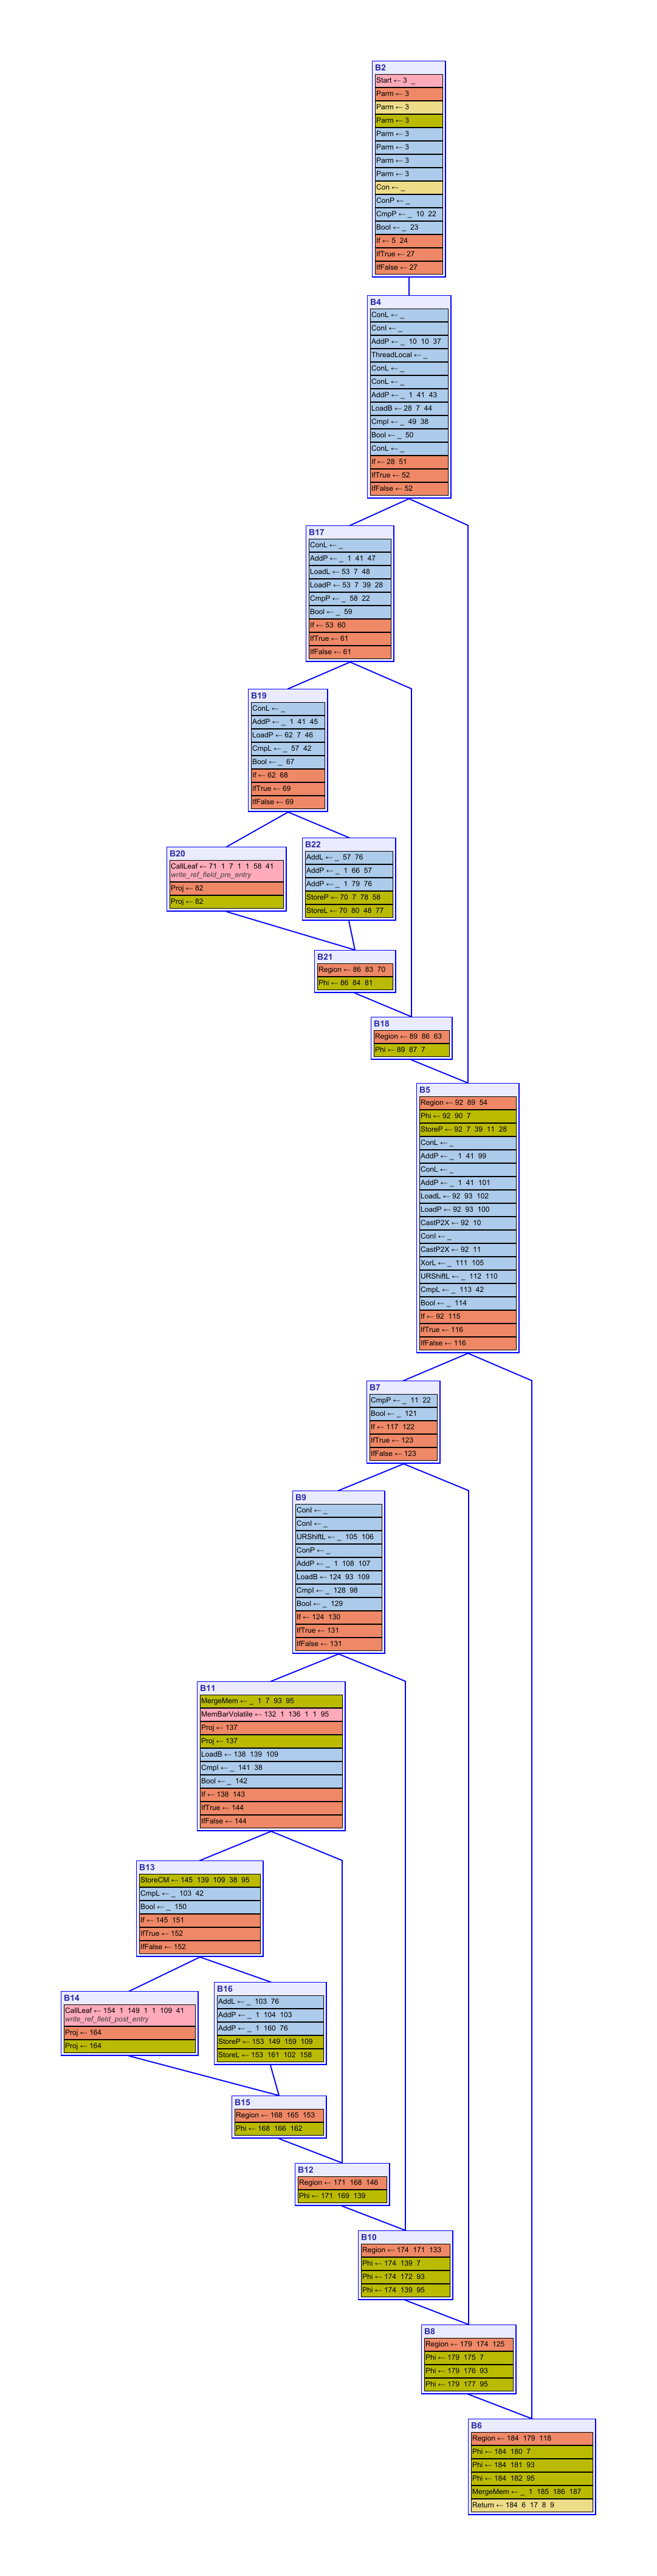 B2
Start ← 3 _
Parm ← 3
Parm ← 3
Parm ← 3
Parm ← 3
Parm ← 3
Parm ← 3
Parm ← 3
Con ← _
ConP ← _
CmpP ← _ 10 22
Bool ← _ 23
If ← 5 24
IfTrue ← 27
IfFalse ← 27
B4
ConL ← _
ConI ← _
AddP ← _ 10 10 37
ThreadLocal ← _
ConL ← _
ConL ← _
AddP ← _ 1 41 43
LoadB ← 28 7 44
CmpI ← _ 49 38
Bool ← _ 50
ConL ← _
If ← 28 51
IfTrue ← 52
IfFalse ← 52
B17
ConL ← _
AddP ← _ 1 41 47
LoadL ← 53 7 48
LoadP ← 53 7 39 28
CmpP ← _ 58 22
Bool ← _ 59
If ← 53 60
IfTrue ← 61
IfFalse ← 61
B19
ConL ← _
AddP ← _ 1 41 45
LoadP ← 62 7 46
CmpL ← _ 57 42
Bool ← _ 67
If ← 62 68
IfTrue ← 69
IfFalse ← 69
B20
CallLeaf ← 71 1 7 1 1 58 41
write_ref_field_pre_entry
Proj ← 82
Proj ← 82
B22
AddL ← _ 57 76
AddP ← _ 1 66 57
AddP ← _ 1 79 76
StoreP ← 70 7 78 58
StoreL ← 70 80 48 77
B21
Region ← 86 83 70
Phi ← 86 84 81
B18
Region ← 89 86 63
Phi ← 89 87 7
B5
Region ← 92 89 54
Phi ← 92 90 7
StoreP ← 92 7 39 11 28
ConL ← _
AddP ← _ 1 41 99
ConL ← _
AddP ← _ 1 41 101
LoadL ← 92 93 102
LoadP ← 92 93 100
CastP2X ← 92 10
ConI ← _
CastP2X ← 92 11
XorL ← _ 111 105
URShiftL ← _ 112 110
CmpL ← _ 113 42
Bool ← _ 114
If ← 92 115
IfTrue ← 116
IfFalse ← 116
B7
CmpP ← _ 11 22
Bool ← _ 121
If ← 117 122
IfTrue ← 123
IfFalse ← 123
B9
ConI ← _
ConI ← _
URShiftL ← _ 105 106
ConP ← _
AddP ← _ 1 108 107
LoadB ← 124 93 109
CmpI ← _ 128 98
Bool ← _ 129
If ← 124 130
IfTrue ← 131
IfFalse ← 131
B11
MergeMem ← _ 1 7 93 95
MemBarVolatile ← 132 1 136 1 1 95
Proj ← 137
Proj ← 137
LoadB ← 138 139 109
CmpI ← _ 141 38
Bool ← _ 142
If ← 138 143
IfTrue ← 144
IfFalse ← 144
B13
StoreCM ← 145 139 109 38 95
CmpL ← _ 103 42
Bool ← _ 150
If ← 145 151
IfTrue ← 152
IfFalse ← 152
B14
CallLeaf ← 154 1 149 1 1 109 41
write_ref_field_post_entry
Proj ← 164
Proj ← 164
B16
AddL ← _ 103 76
AddP ← _ 1 104 103
AddP ← _ 1 160 76
StoreP ← 153 149 159 109
StoreL ← 153 161 102 158
B15
Region ← 168 165 153
Phi ← 168 166 162
B12
Region ← 171 168 146
Phi ← 171 169 139
B10
Region ← 174 171 133
Phi ← 174 139 7
Phi ← 174 172 93
Phi ← 174 139 95
B8
Region ← 179 174 125
Phi ← 179 175 7
Phi ← 179 176 93
Phi ← 179 177 95
B6
Region ← 184 179 118
Phi ← 184 180 7
Phi ← 184 181 93
Phi ← 184 182 95
MergeMem ← _ 1 185 186 187
Return ← 184 6 17 8 9